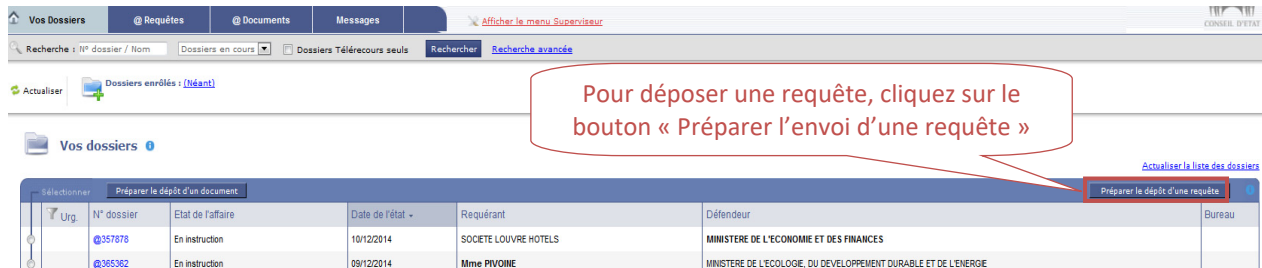 Vos Dossiers @ Requêtes @ Documents Messages Afficher le menu Superviseur
CONSEIL D'ETAT
Recherche : N° dossier / Nom Dossiers en cours Dossiers Télérecours seuls Rechercher Recherche avancée
Actualiser Dossiers enrôlés : (Néant)
Pour déposer une requête, cliquez sur le
bouton « Préparer l'envoi d'une requête »
Vos dossiers
Actualiser la liste des dossiers
Sélectionner Préparer le dépôt d'un document Préparer le dépôt d'une requête
Urg. N° dossier Etat de l'affaire Date de l'état Requérant Défendeur Bureau
@357878 En instruction 10/12/2014 SOCIETE LOUVRE HOTELS MINISTERE DE L'ECONOMIE ET DES FINANCES
@365362 En instruction 09/12/2014 Mme PIVOINE MINISTERE DE L'ECOLOGIE, DU DEVELOPPEMENT DURABLE ET DE L'ENERGIE